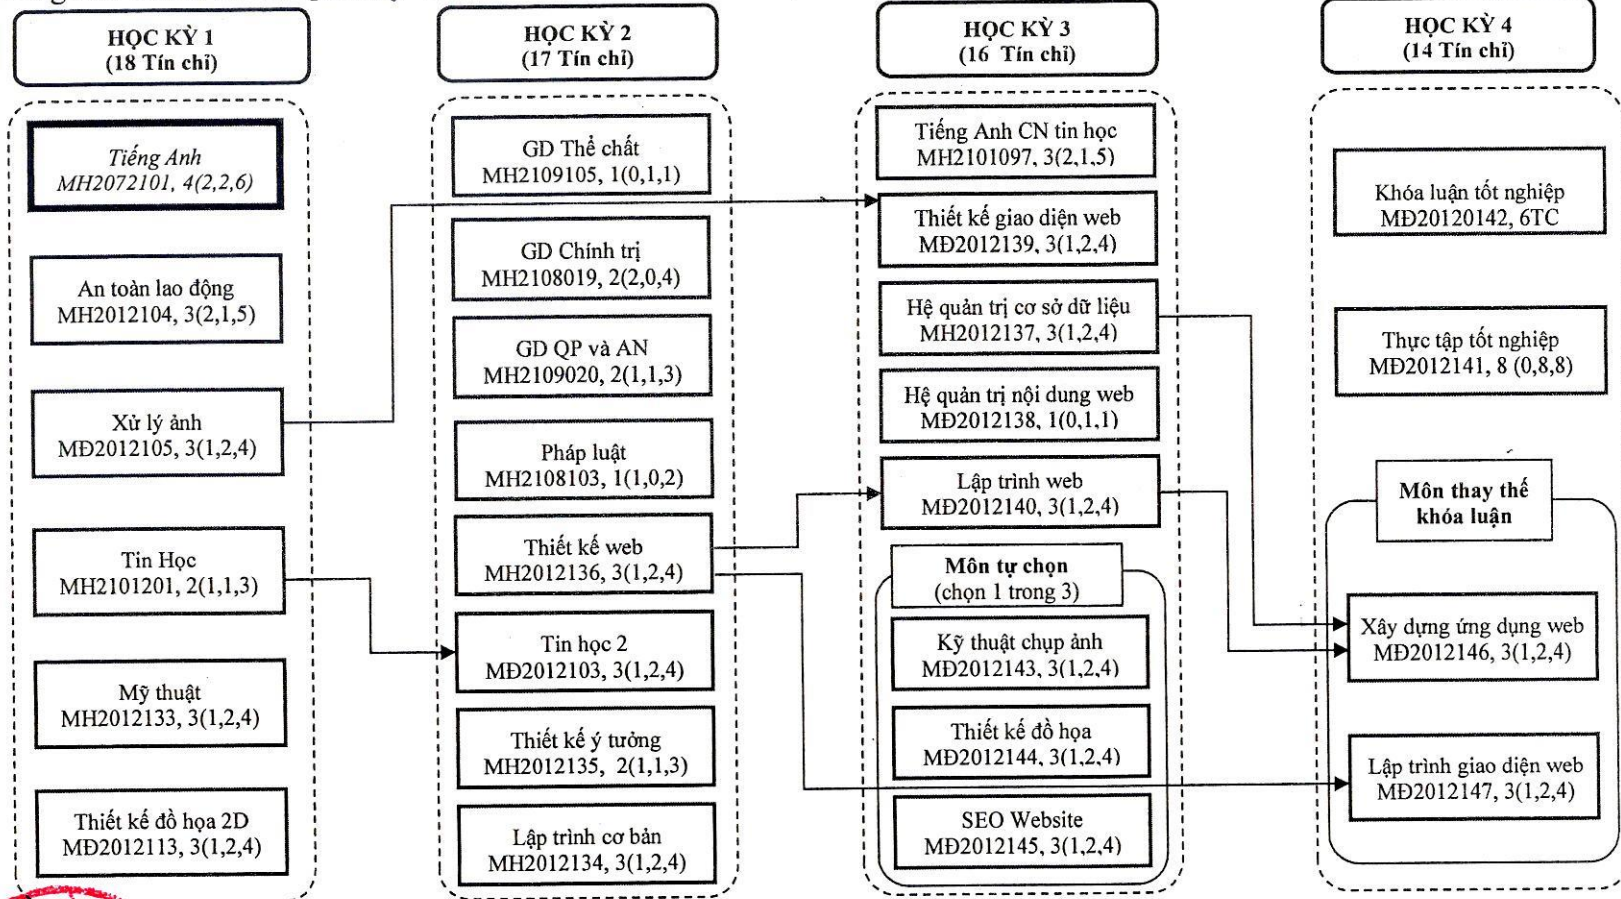 HỌC KỲ 1
(18 Tín chỉ)
Tiếng Anh
MH2072101, 4(2,2,6)
An toàn lao động
MH2012104, 3(2,1,5)
Xử lý ảnh
MĐ2012105, 3(1,2,4)
Tin Học
MH2101201, 2(1,1,3)
Mỹ thuật
MH2012133, 3(1,2,4)
Thiết kế đồ họa 2D
MĐ2012113, 3(1,2,4)
HỌC KỲ 2
(17 Tín chỉ)
GD Thể chất
MH2109105, 1(0,1,1)
GD Chính trị
MH2108019, 2(2,0,4)
GD QP và AN
MH2109020, 2(1,1,3)
Pháp luật
MH2108103, 1(1,0,2)
Thiết kế web
MH2012136, 3(1,2,4)
Tin học 2
MĐ2012103, 3(1,2,4)
Thiết kế ý tưởng
MH2012135, 2(1,1,3)
Lập trình cơ bản
MH2012134, 3(1,2,4)
HỌC KỲ 3
(16 Tín chỉ)
Tiếng Anh CN tin học
MH2101097, 3(2,1,5)
Thiết kế giao diện web
MĐ2012139, 3(1,2,4)
Hệ quản trị cơ sở dữ liệu
MH2012137, 3(1,2,4)
Hệ quản trị nội dung web
MĐ2012138, 1(0,1,1)
Lập trình web
MĐ2012140, 3(1,2,4)
Môn tự chọn
(chọn 1 trong 3)
Kỹ thuật chụp ảnh
MĐ2012143, 3(1,2,4)
Thiết kế đồ họa
MĐ2012144, 3(1,2,4)
SEO Website
MĐ2012145, 3(1,2,4)
HỌC KỲ 4
(14 Tín chỉ)
Khóa luận tốt nghiệp
MĐ20120142, 6TC
Thực tập tốt nghiệp
MĐ2012141, 8 (0,8,8)
Môn thay thế
khóa luận
Xây dựng ứng dụng web
MĐ2012146, 3(1,2,4)
Lập trình giao diện web
MĐ2012147, 3(1,2,4)